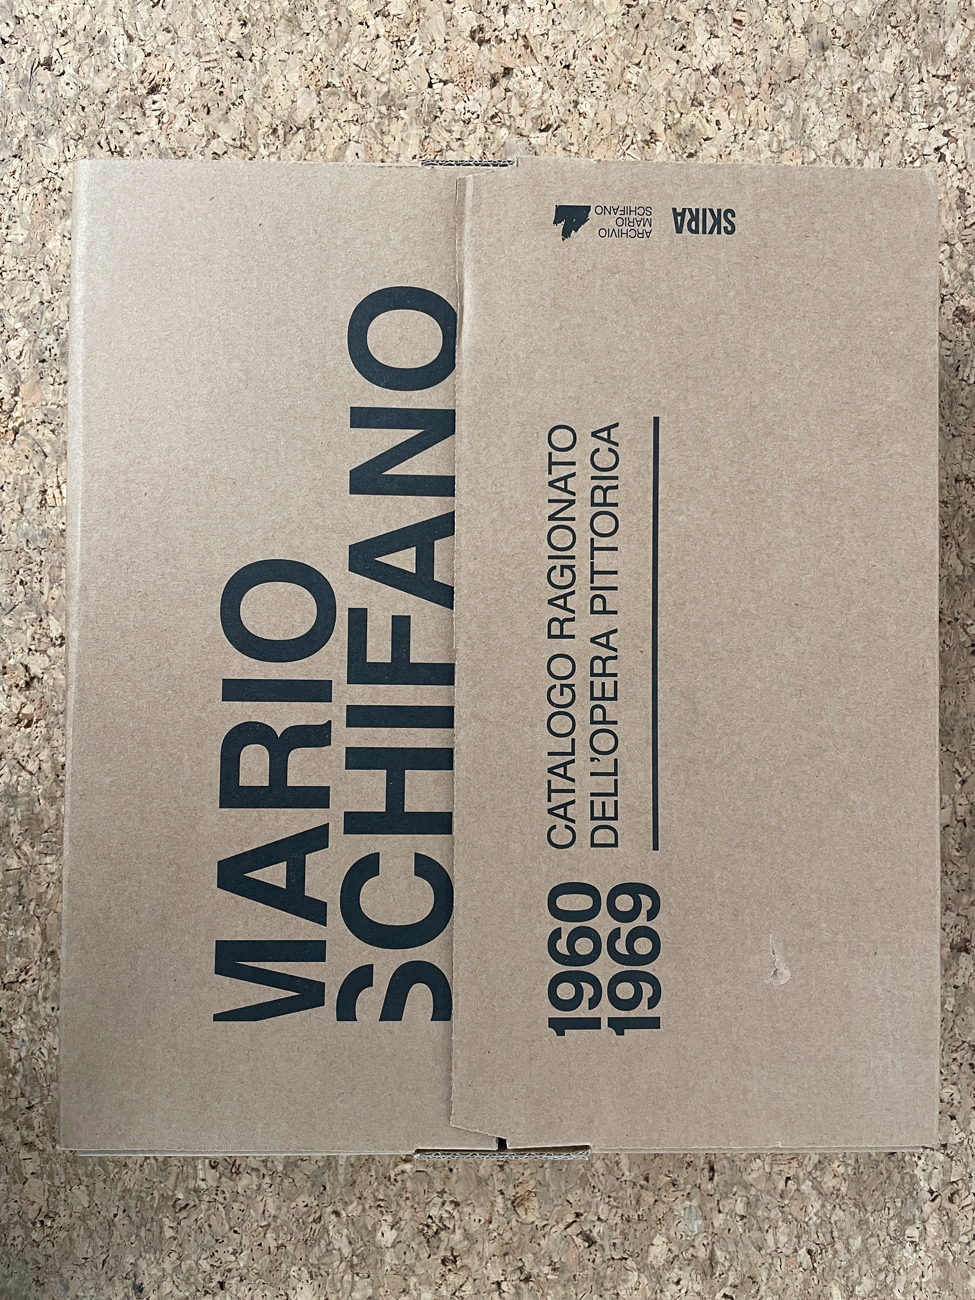 MARIO
SCHIFANO
1960
1969
CATALOGO RAGIONATO
DELL'OPERA PITTORICA
ARCHIVIO
MARIO
SCHIFANO
SKIRA